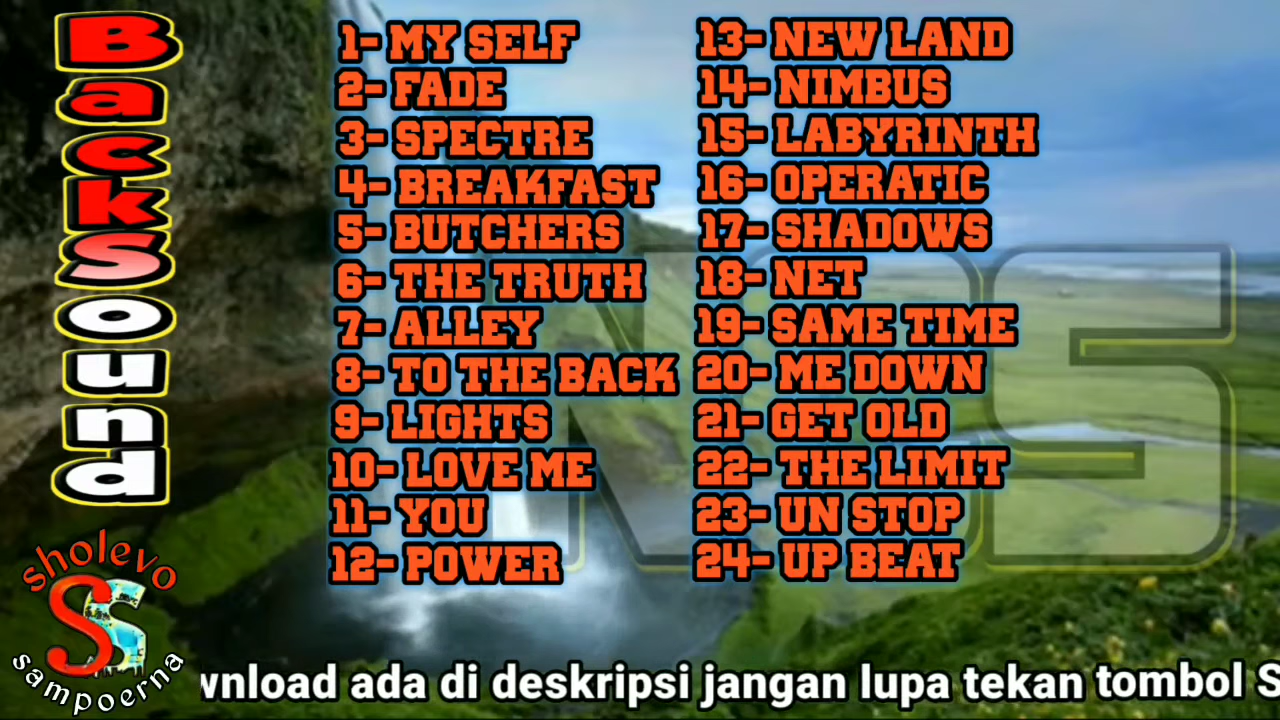 Backsound
1- MY SELF
2- FADE
3- SPECTRE
4- BREAKFAST
5- BUTCHERS
6- THE TRUTH
7- ALLEY
8- TO THE BACK
9- LIGHTS
10- LOVE ME
11- YOU
12- POWER
13- NEW LAND
14- NIMBUS
15- LABYRINTH
16- OPERATIC
17- SHADOWS
18- NET
19- SAME TIME
20- ME DOWN
21- GET OLD
22- THE LIMIT
23- UN STOP
24- UP BEAT
sholevo
SS
sampoerna
wnload ada di deskripsi jangan lupa tekan tombol S